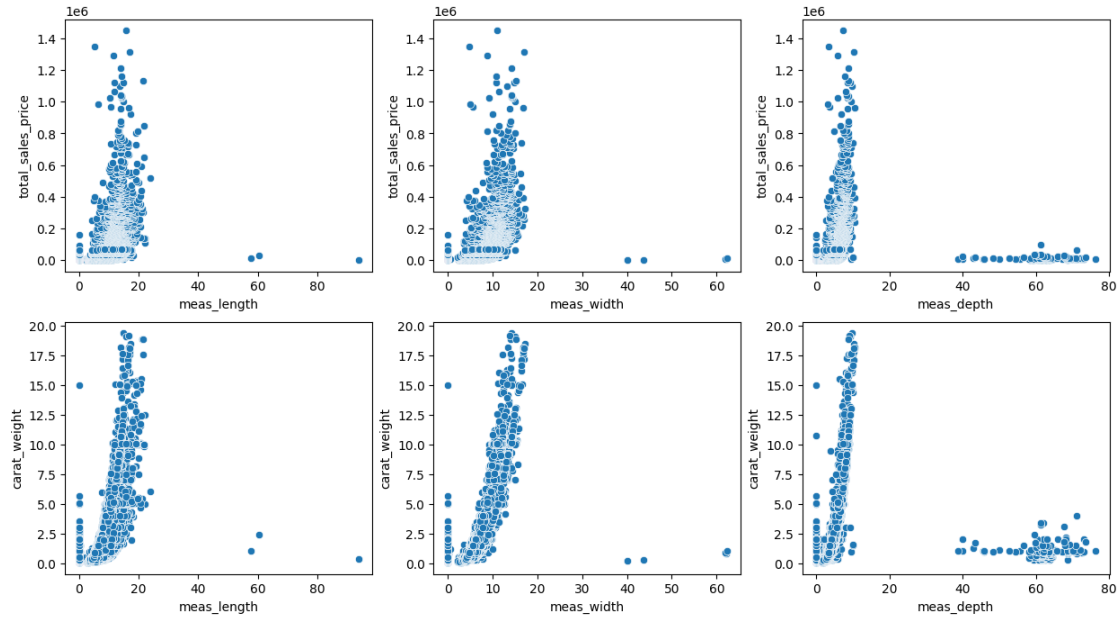 1e6 1e6 1e6
total_sales_price total_sales_price total_sales_price
1.4 1.4 1.4
1.2 1.2 1.2
1.0 1.0 1.0
0.8 0.8 0.8
0.6 0.6 0.6
0.4 0.4 0.4
0.2 0.2 0.2
0.0 0.0 0.0
0 20 40 60 80 0 10 20 30 40 50 60 0 20 40 60 80
meas_length meas_width meas_depth
carat_weight carat_weight carat_weight
20.0 20.0 20.0
17.5 17.5 17.5
15.0 15.0 15.0
12.5 12.5 12.5
10.0 10.0 10.0
7.5 7.5 7.5
5.0 5.0 5.0
2.5 2.5 2.5
0.0 0.0 0.0
0 20 40 60 80 0 10 20 30 40 50 60 0 20 40 60 80
meas_length meas_width meas_depth